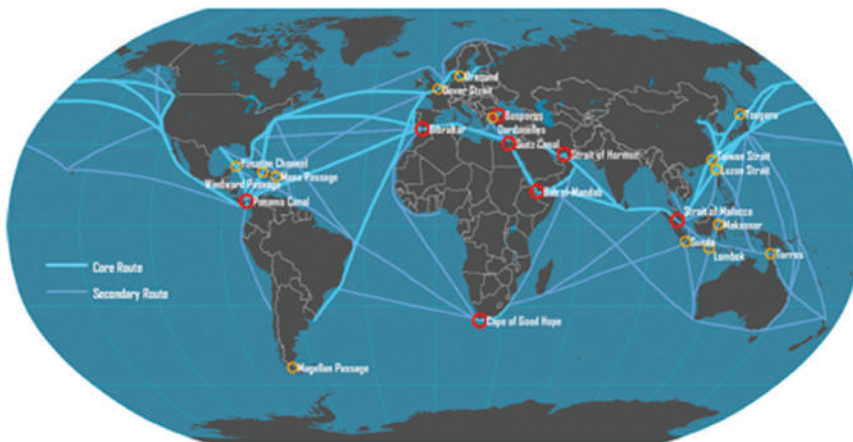 Oresund
Dover Strait
Bosporus
Dardanelles
Gibraltar
Suez Canal
Strait of Hormuz
Tsugaru
Yucatan Channel
Windward Passage
Mona Passage
Panama Canal
Bab el-Mandab
Taiwan Strait
Luzon Strait
Strait of Malacca
Makassar
Sunda
Lombok
Torres
Core Route
Secondary Route
Cape of Good Hope
Magellan Passage